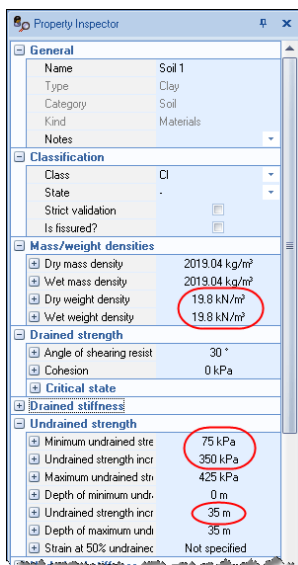 Property Inspector
General
Name Soil 1
Type Clay
Category Soil
Kind Materials
Notes
Classification
Class Cl
State -
Strict validation
Is fissured?
Mass/weight densities
Dry mass density 2019.04 kg/m³
Wet mass density 2019.04 kg/m³
Dry weight density 19.8 kN/m³
Wet weight density 19.8 kN/m³
Drained strength
Angle of shearing resist 30 °
Cohesion 0 kPa
Critical state
Drained stiffness
Undrained strength
Minimum undrained stre 75 kPa
Undrained strength incr 350 kPa
Maximum undrained stre 425 kPa
Depth of minimum undr 0 m
Undrained strength incr 35 m
Depth of maximum undr 35 m
Strain at 50% undrained Not specified